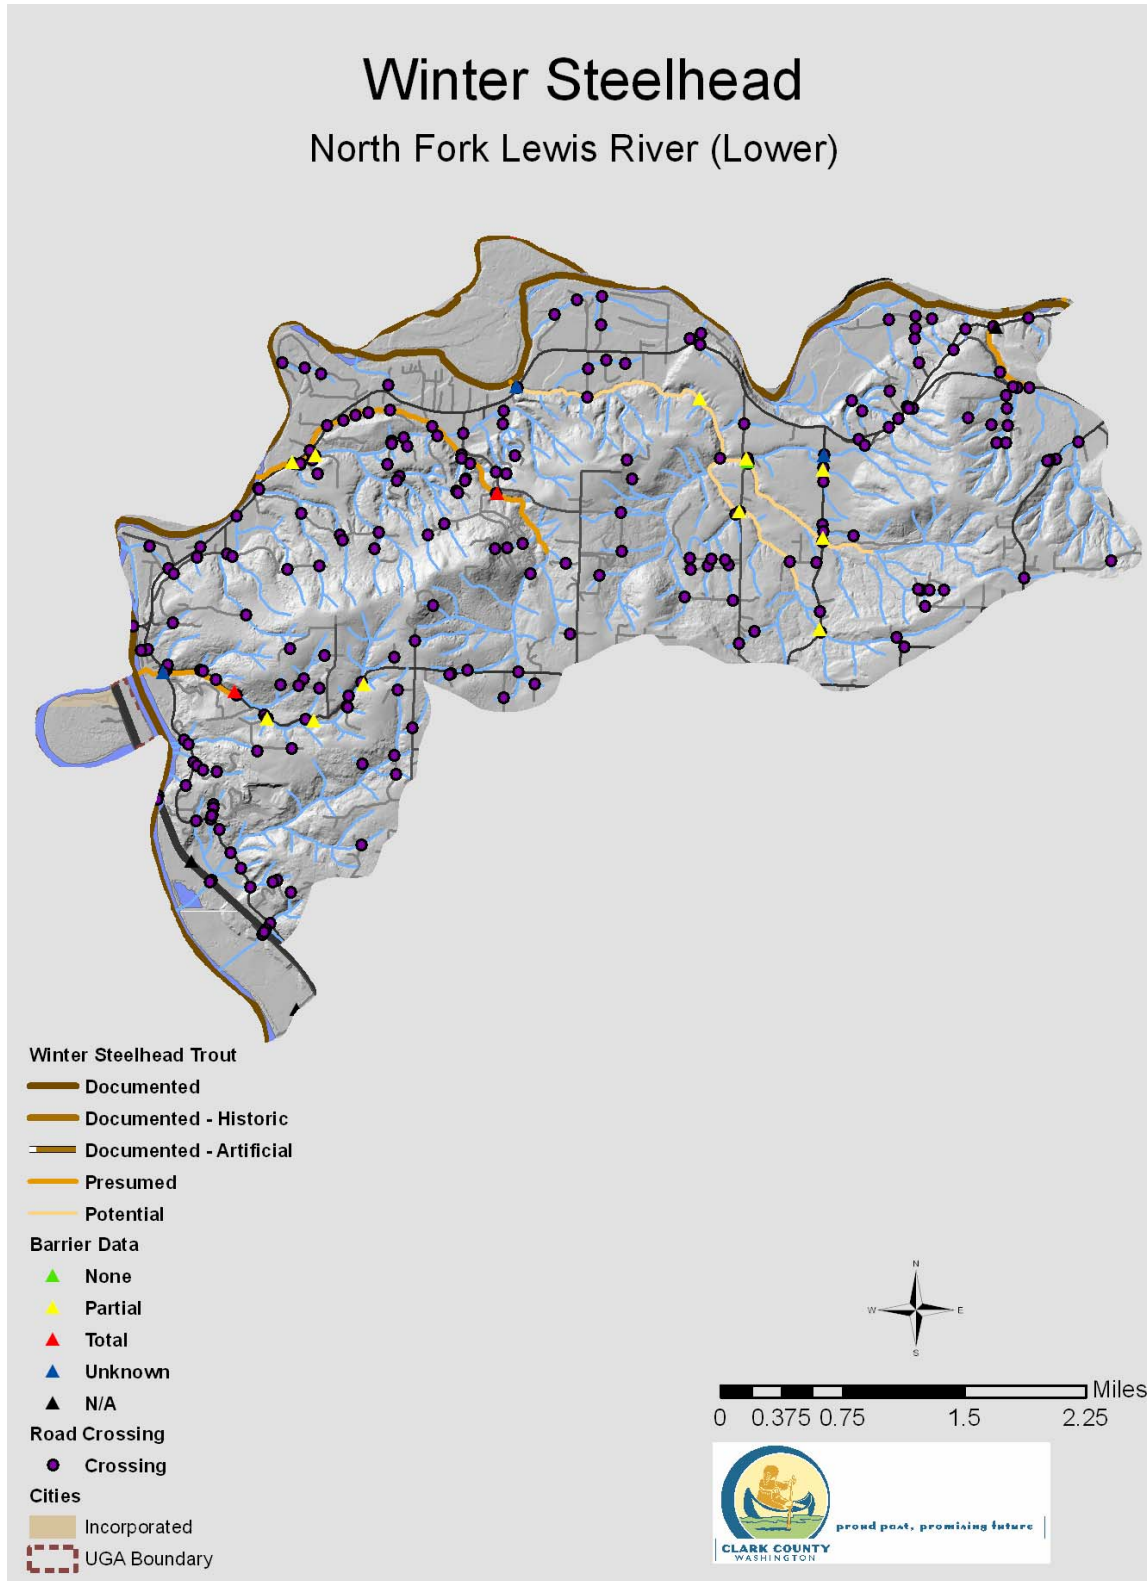 Winter Steelhead
North Fork Lewis River (Lower)
Winter Steelhead Trout
Documented
Documented - Historic
Documented - Artificial
Presumed
Potential
Barrier Data
None
Partial
Total
Unknown
N/A
Road Crossing
Crossing
Cities
Incorporated
UGA Boundary
N
W E
S
Miles
0 0.375 0.75 1.5 2.25
proud past, promising future
CLARK COUNTY
WASHINGTON